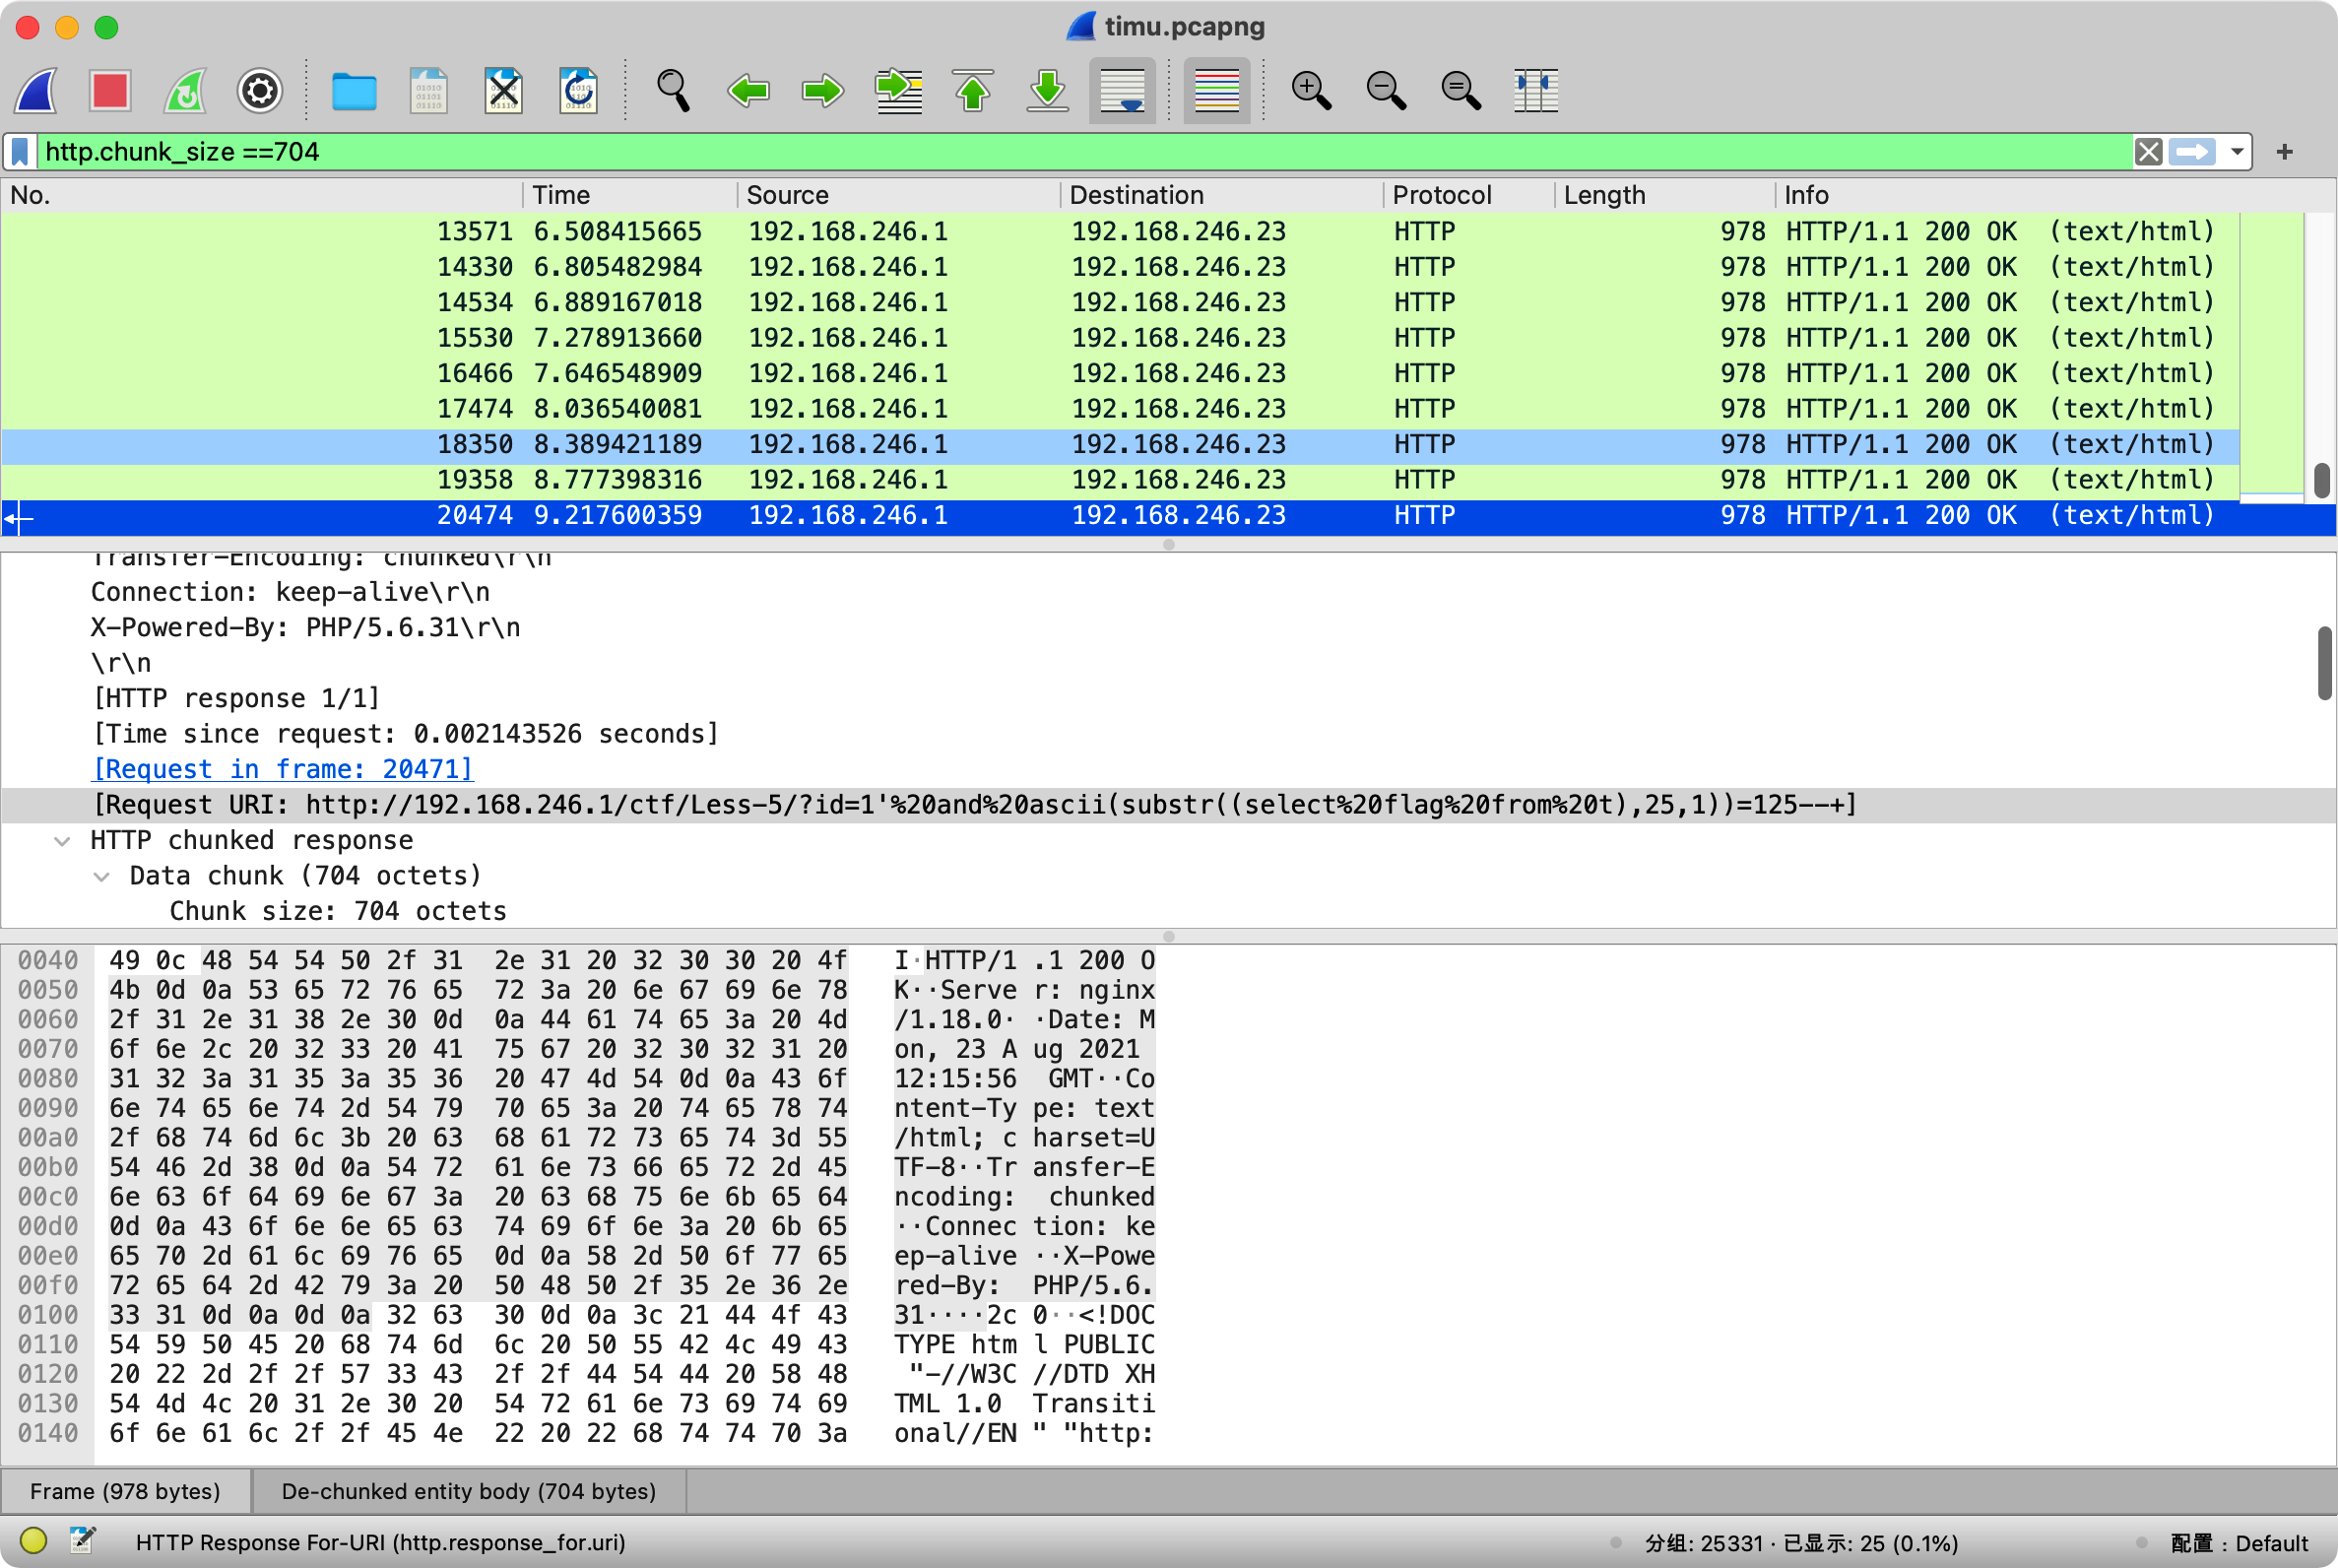 timu.pcapng
http.chunk_size ==704
No. Time Source Destination Protocol Length Info
13571 6.508415665 192.168.246.1 192.168.246.23 HTTP 978 HTTP/1.1 200 OK (text/html)
14330 6.805482984 192.168.246.1 192.168.246.23 HTTP 978 HTTP/1.1 200 OK (text/html)
14534 6.889167018 192.168.246.1 192.168.246.23 HTTP 978 HTTP/1.1 200 OK (text/html)
15530 7.278913660 192.168.246.1 192.168.246.23 HTTP 978 HTTP/1.1 200 OK (text/html)
16466 7.646548909 192.168.246.1 192.168.246.23 HTTP 978 HTTP/1.1 200 OK (text/html)
17474 8.036540081 192.168.246.1 192.168.246.23 HTTP 978 HTTP/1.1 200 OK (text/html)
18350 8.389421189 192.168.246.1 192.168.246.23 HTTP 978 HTTP/1.1 200 OK (text/html)
19358 8.777398316 192.168.246.1 192.168.246.23 HTTP 978 HTTP/1.1 200 OK (text/html)
20474 9.217600359 192.168.246.1 192.168.246.23 HTTP 978 HTTP/1.1 200 OK (text/html)
Transfer-Encoding: chunked\r\n
Connection: keep-alive\r\n
X-Powered-By: PHP/5.6.31\r\n
\r\n
[HTTP response 1/1]
[Time since request: 0.002143526 seconds]
[Request in frame: 20471]
[Request URI: http://192.168.246.1/ctf/Less-5/?id=1'%20and%20ascii(substr((select%20flag%20from%20t),25,1))=125--+]
HTTP chunked response
Data chunk (704 octets)
Chunk size: 704 octets
0040 49 0c 48 54 54 50 2f 31 2e 31 20 32 30 30 20 4f I·HTTP/1 .1 200 O
0050 4b 0d 0a 53 65 72 76 65 72 3a 20 6e 67 69 6e 78 K··Serve r: nginx
0060 2f 31 2e 31 38 2e 30 0d 0a 44 61 74 65 3a 20 4d /1.18.0· ·Date: M
0070 6f 6e 2c 20 32 33 20 41 75 67 20 32 30 32 31 20 on, 23 A ug 2021
0080 31 32 3a 31 35 3a 35 36 20 47 4d 54 0d 0a 43 6f 12:15:56 GMT··Co
0090 6e 74 65 6e 74 2d 54 79 70 65 3a 20 74 65 78 74 ntent-Ty pe: text
00a0 2f 68 74 6d 6c 3b 20 63 68 61 72 73 65 74 3d 55 /html; c harset=U
00b0 54 46 2d 38 0d 0a 54 72 61 6e 73 66 65 72 2d 45 TF-8··Tr ansfer-E
00c0 6e 63 6f 64 69 6e 67 3a 20 63 68 75 6e 6b 65 64 ncoding: chunked
00d0 0d 0a 43 6f 6e 6e 65 63 74 69 6f 6e 3a 20 6b 65 ··Connec tion: ke
00e0 65 70 2d 61 6c 69 76 65 0d 0a 58 2d 50 6f 77 65 ep-alive ··X-Powe
00f0 72 65 64 2d 42 79 3a 20 50 48 50 2f 35 2e 36 2e red-By: PHP/5.6.
0100 33 31 0d 0a 0d 0a 32 63 30 0d 0a 3c 21 44 4f 43 31····2c 0··<!DOC
0110 54 59 50 45 20 68 74 6d 6c 20 50 55 42 4c 49 43 TYPE htm l PUBLIC
0120 20 22 2d 2f 2f 57 33 43 2f 2f 44 54 44 20 58 48 "-//W3C //DTD XH
0130 54 4d 4c 20 31 2e 30 20 54 72 61 6e 73 69 74 69 TML 1.0 Transiti
0140 6f 6e 61 6c 2f 2f 45 4e 22 20 22 68 74 74 70 3a onal//EN " "http:
Frame (978 bytes) De-chunked entity body (704 bytes)
HTTP Response For-URI (http.response_for.uri) 分组: 25331 · 已显示: 25 (0.1%) 配置：Default